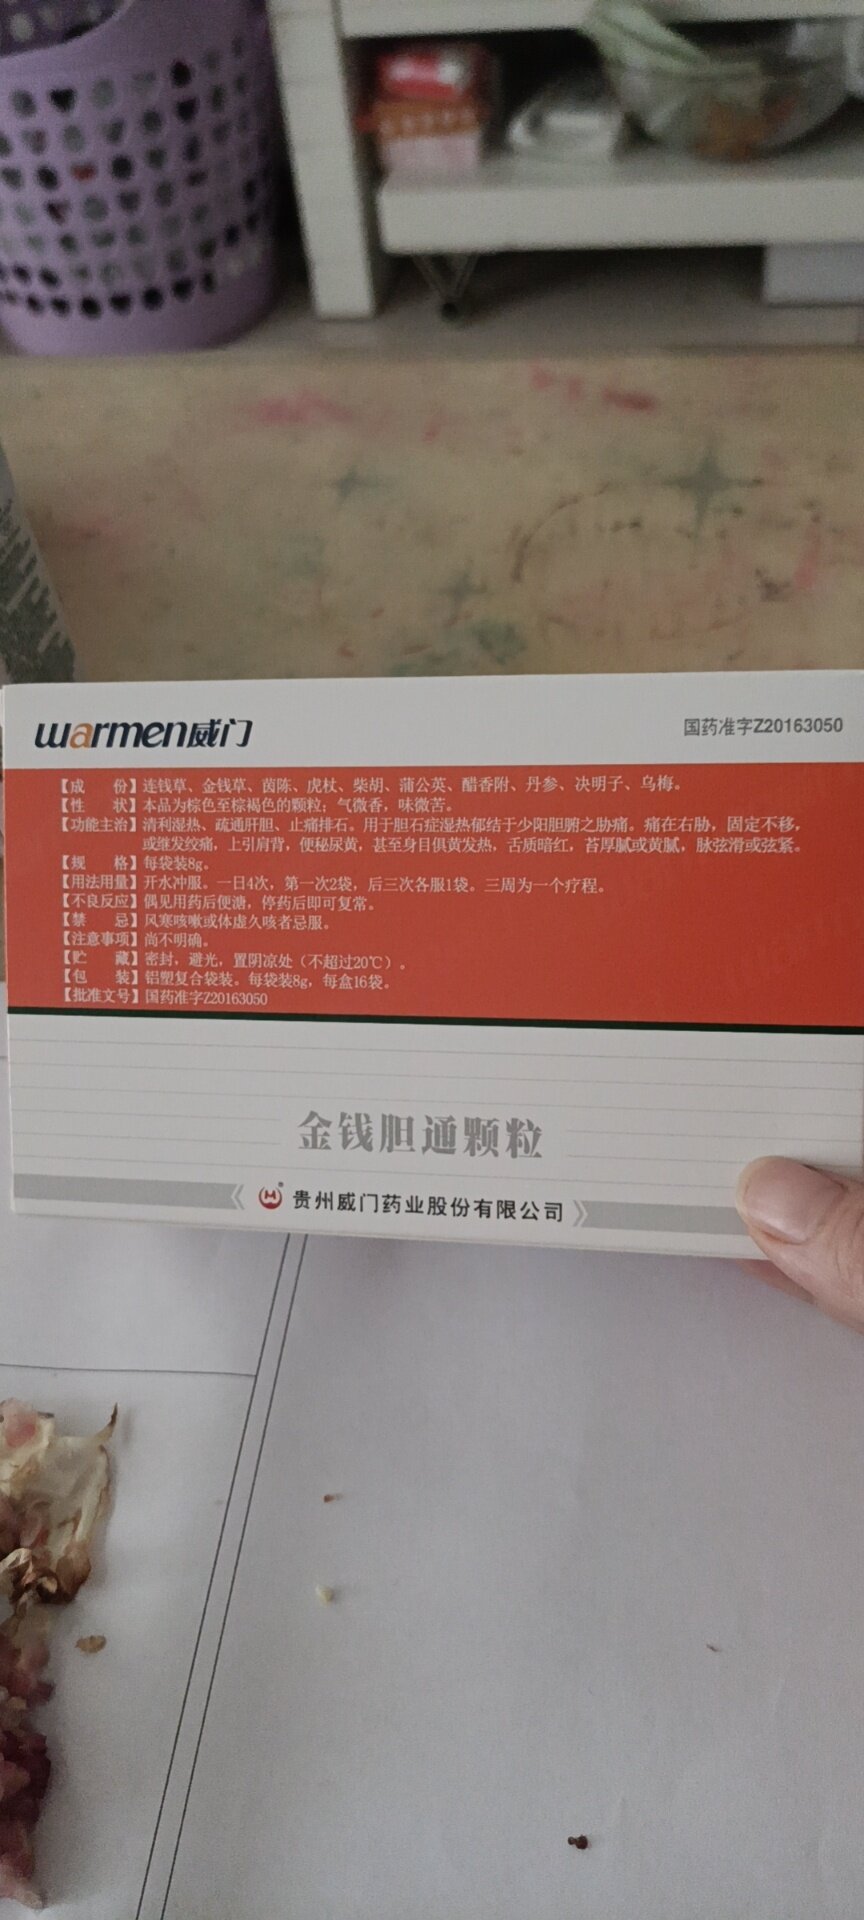 warmen威门
国药准字Z20163050
【成 份】连钱草、金钱草、茵陈、虎杖、柴胡、蒲公英、醋香附、丹参、决明子、乌梅。
【性 状】本品为棕色至棕褐色的颗粒；气微香，味微苦。
【功能主治】清利湿热、疏通肝胆、止痛排石。用于胆石症湿热郁结于少阳胆腑之胁痛。痛在右胁，固定不移，
或继发绞痛，上引肩背，便秘尿黄，甚至身目俱黄发热，舌质暗红，苔厚腻或黄腻，脉弦滑或弦紧。
【规 格】每袋装8g。
【用法用量】开水冲服。一日4次，第一次2袋，后三次各服1袋。三周为一个疗程。
【不良反应】偶见用药后便溏，停药后即可复常。
【禁 忌】风寒咳嗽或体虚久咳者忌服。
【注意事项】尚不明确。
【贮 藏】密封，避光，置阴凉处（不超过20℃）。
【包 装】铝塑复合袋装。每袋装8g，每盒16袋。
【批准文号】国药准字Z20163050
金钱胆通颗粒
贵州威门药业股份有限公司